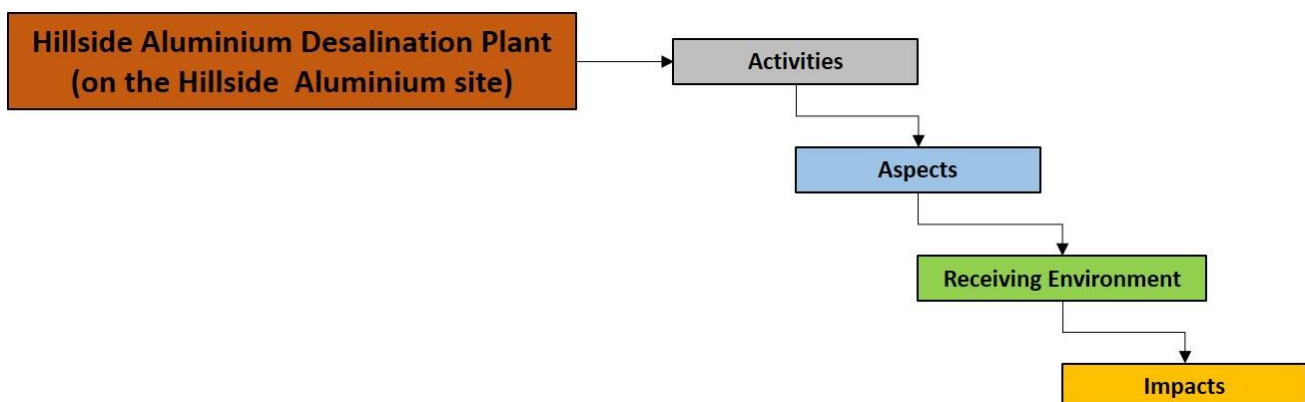 Hillside Aluminium Desalination Plant
(on the Hillside Aluminium site)
Activities
Aspects
Receiving Environment
Impacts